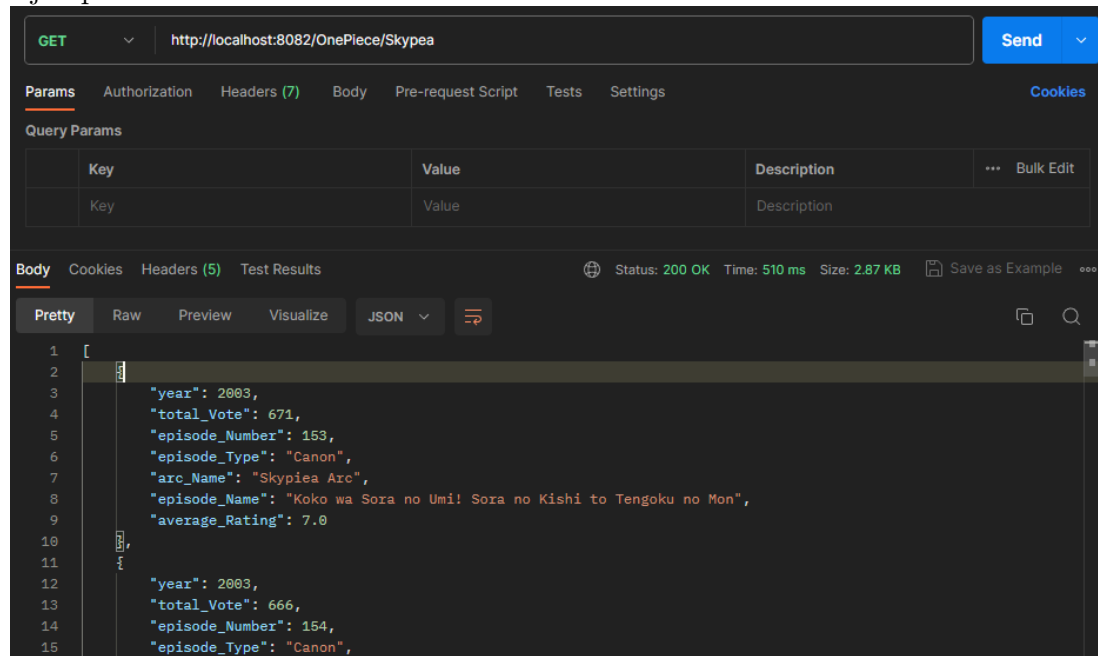 GET http://localhost:8082/OnePiece/Skypea Send
Params Authorization Headers (7) Body Pre-request Script Tests Settings Cookies
Query Params
Key Value Description ••• Bulk Edit
Key Value Description
Body Cookies Headers (5) Test Results Status: 200 OK Time: 510 ms Size: 2.87 KB Save as Example
Pretty Raw Preview Visualize JSON
1 [
2 {
3 "year": 2003,
4 "total_Vote": 671,
5 "episode_Number": 153,
6 "episode_Type": "Canon",
7 "arc_Name": "Skypiea Arc",
8 "episode_Name": "Koko wa Sora no Umi! Sora no Kishi to Tengoku no Mon",
9 "average_Rating": 7.0
10 },
11 {
12 "year": 2003,
13 "total_Vote": 666,
14 "episode_Number": 154,
15 "episode_Type": "Canon",